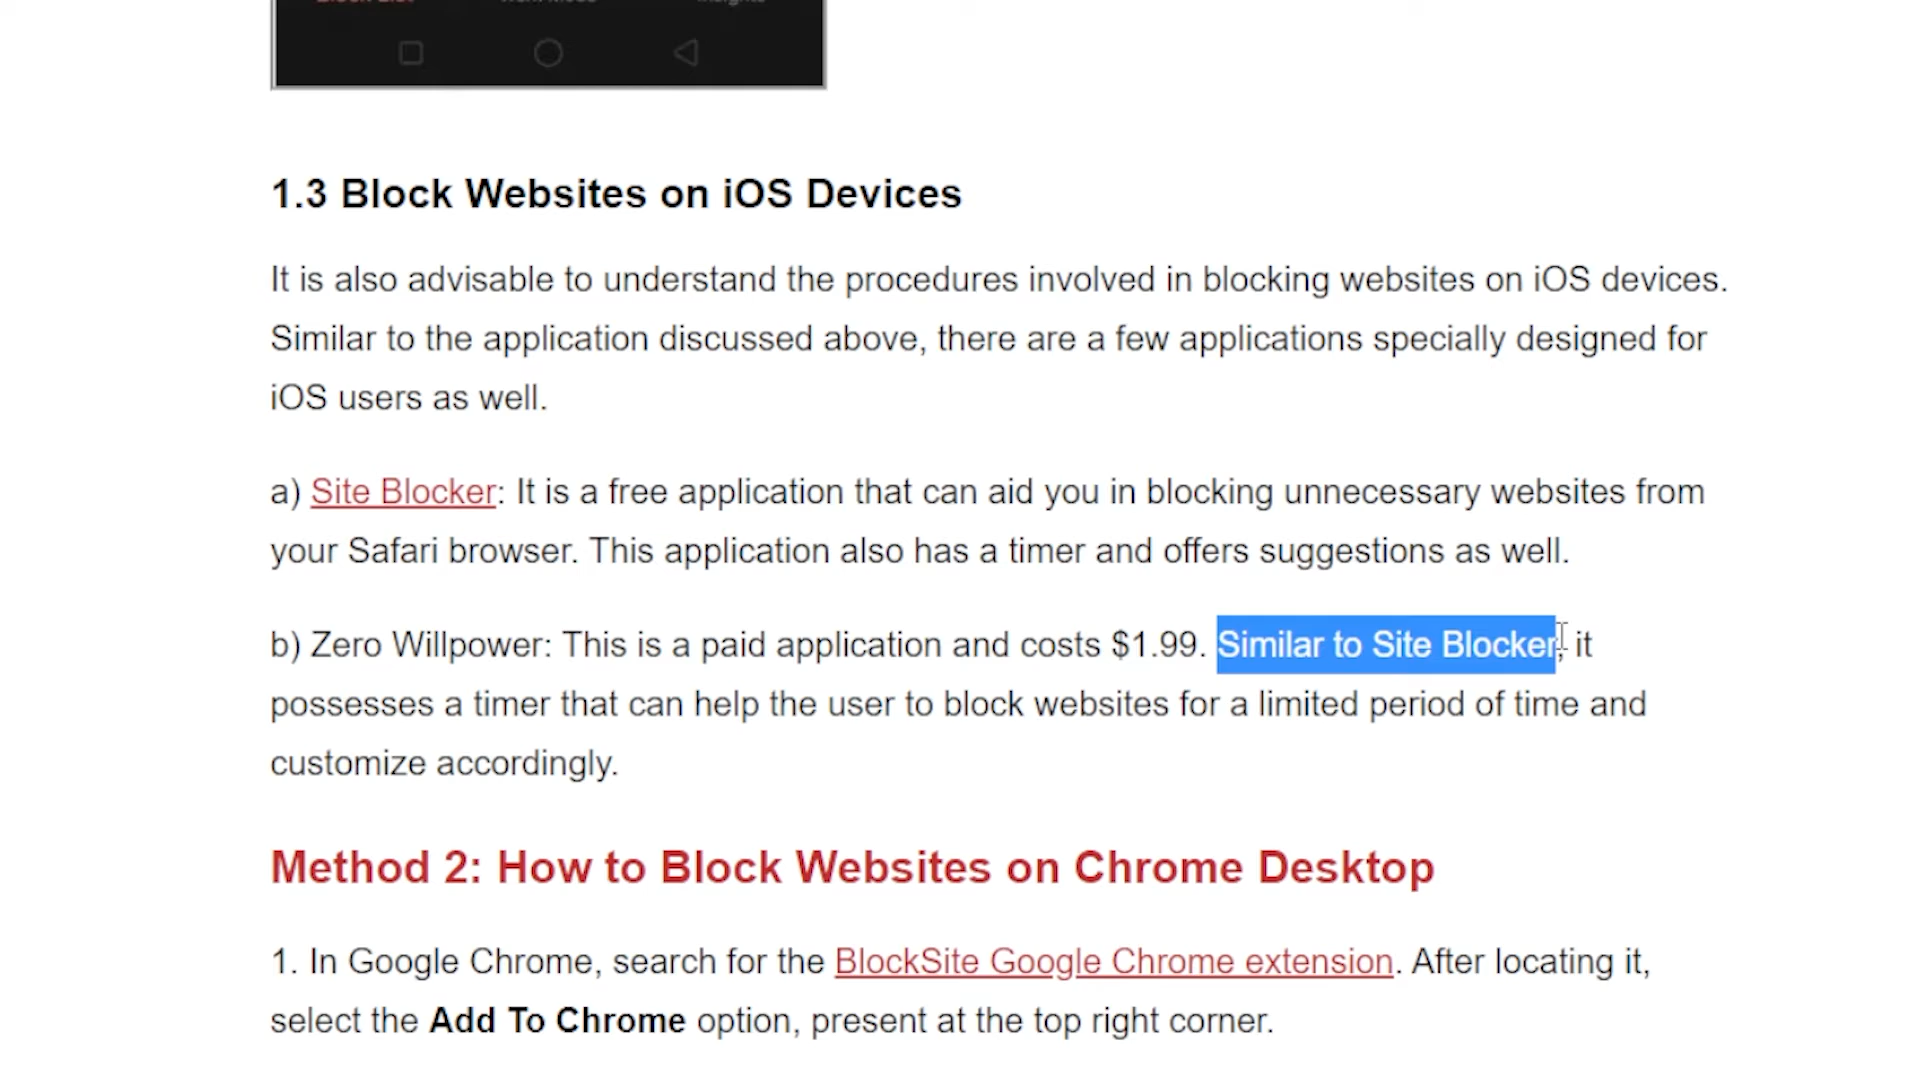 1.3 Block Websites on iOS Devices
It is also advisable to understand the procedures involved in blocking websites on iOS devices.
Similar to the application discussed above, there are a few applications specially designed for
iOS users as well.
a) Site Blocker: It is a free application that can aid you in blocking unnecessary websites from
your Safari browser. This application also has a timer and offers suggestions as well.
b) Zero Willpower: This is a paid application and costs $1.99. Similar to Site Blocker, it
possesses a timer that can help the user to block websites for a limited period of time and
customize accordingly.
Method 2: How to Block Websites on Chrome Desktop
1. In Google Chrome, search for the BlockSite Google Chrome extension. After locating it,
select the Add To Chrome option, present at the top right corner.